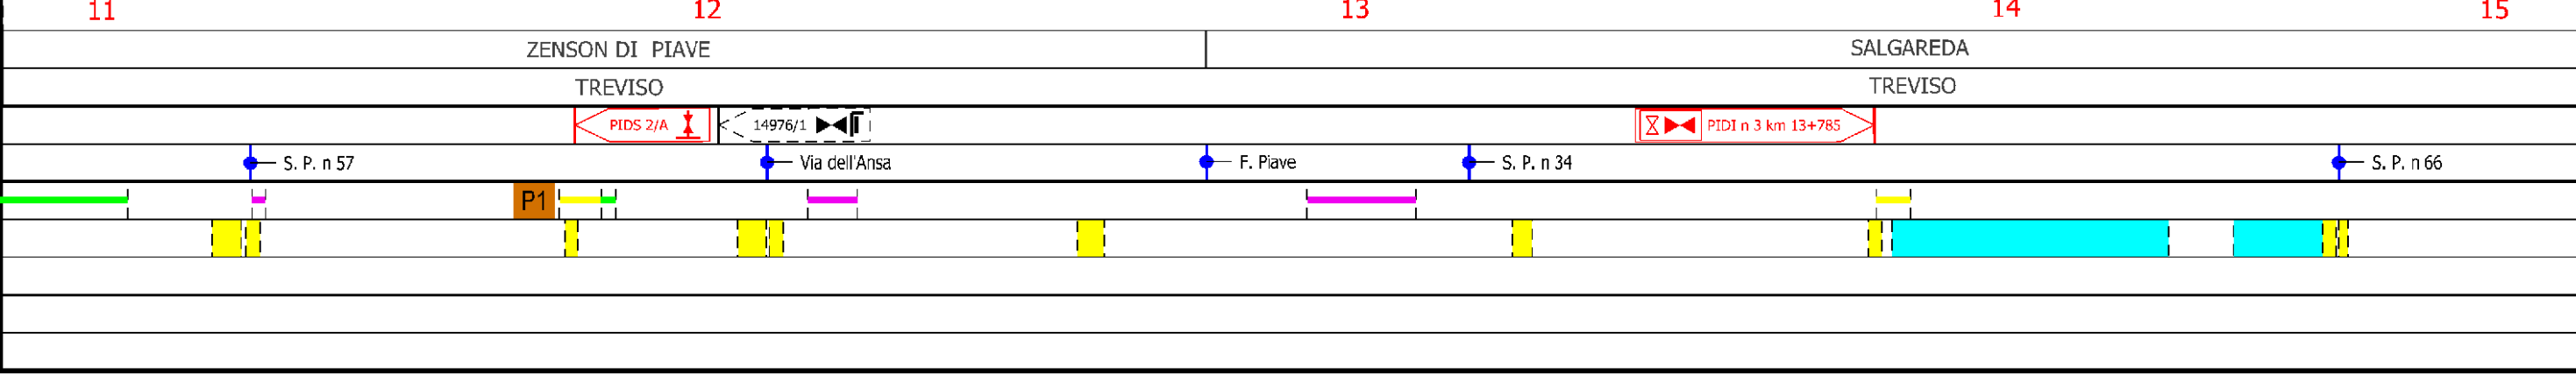 11 12 13 14 15
ZENSON DI PIAVE SALGAREDA
TREVISO TREVISO
PIDS 2/A 14976/1 PIDI n 3 km 13+785
S. P. n 57 Via dell'Ansa F. Piave S. P. n 34 S. P. n 66
P1